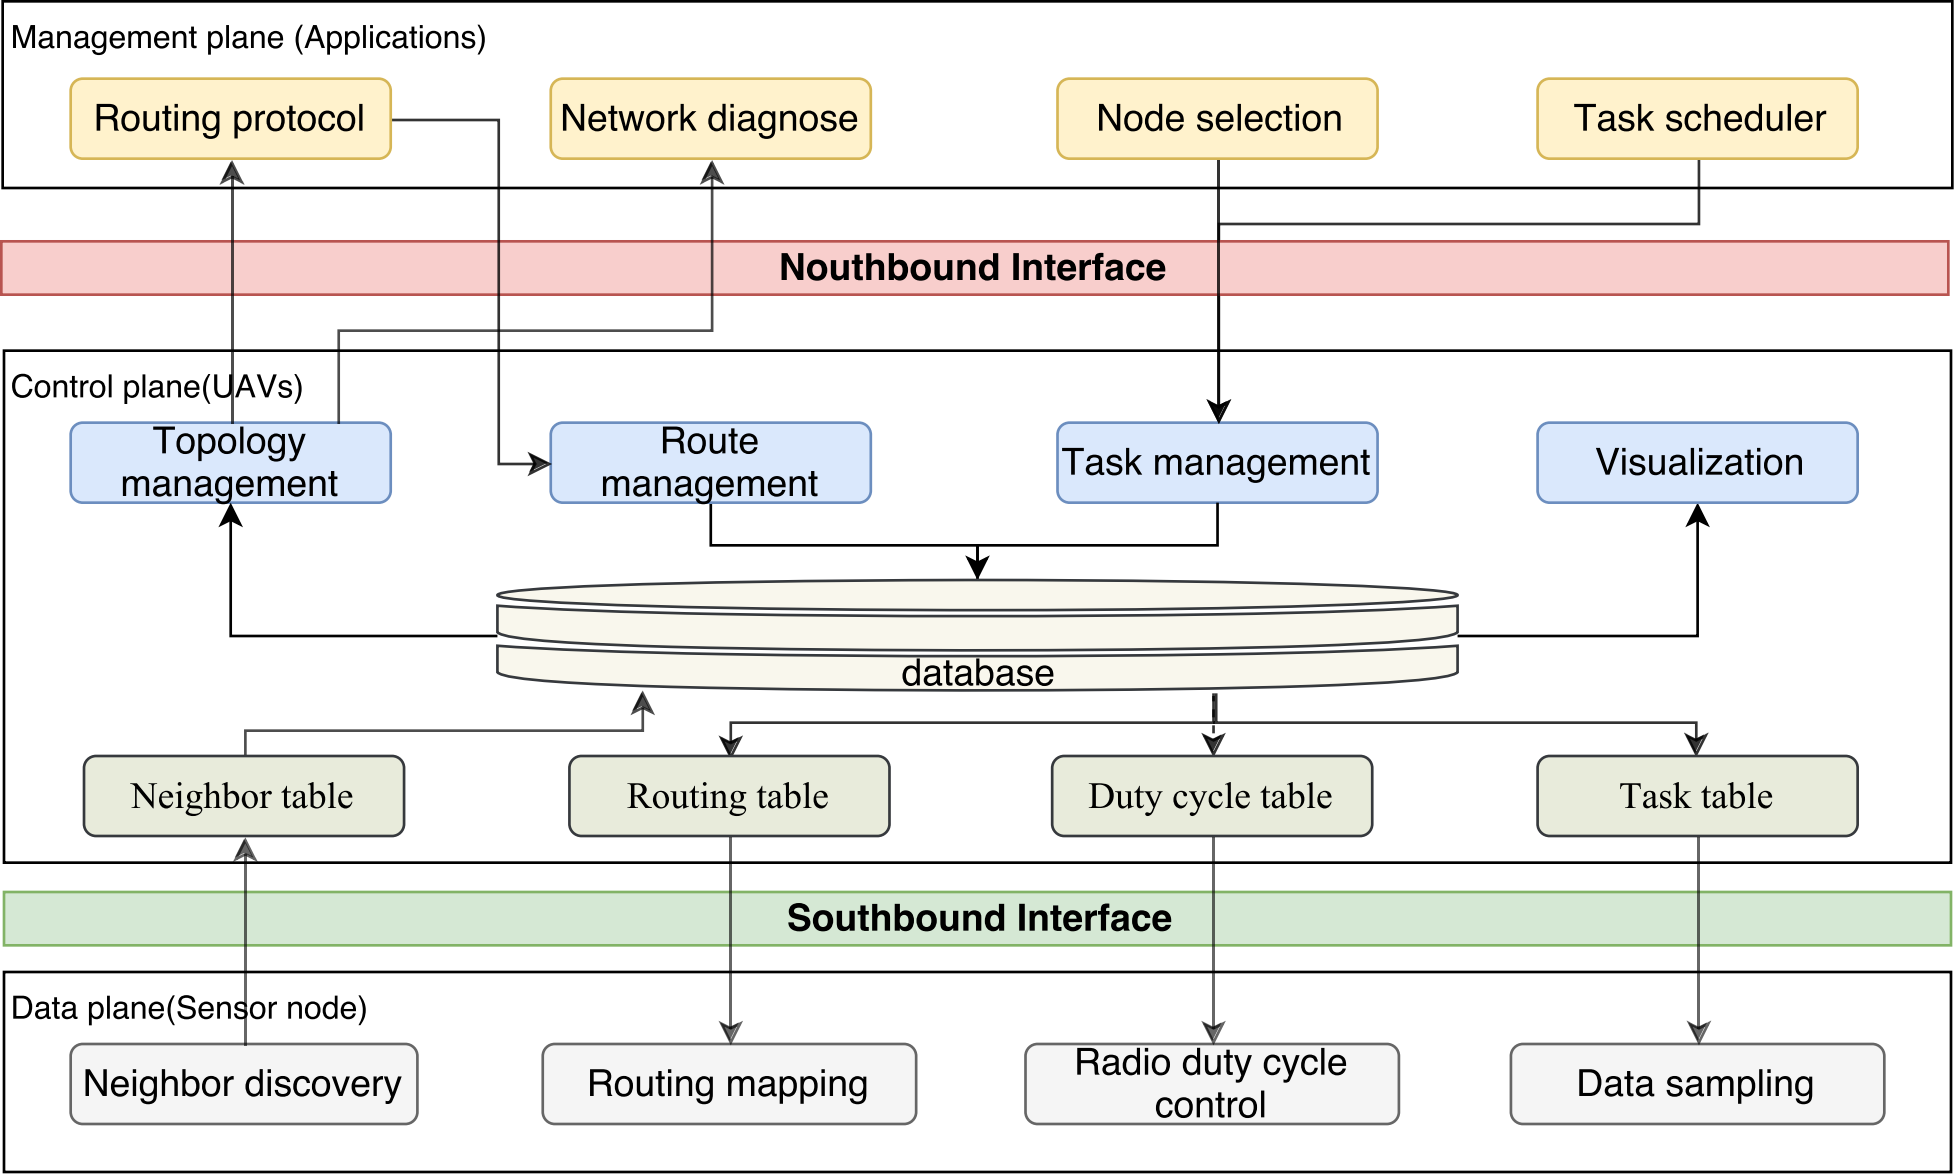 Management plane (Applications)
Routing protocol
Network diagnose
Node selection
Task scheduler
Nouthbound Interface
Control plane(UAVs)
Topology
management
Route
management
Task management
Visualization
database
Neighbor table
Routing table
Duty cycle table
Task table
Southbound Interface
Data plane(Sensor node)
Neighbor discovery
Routing mapping
Radio duty cycle
control
Data sampling